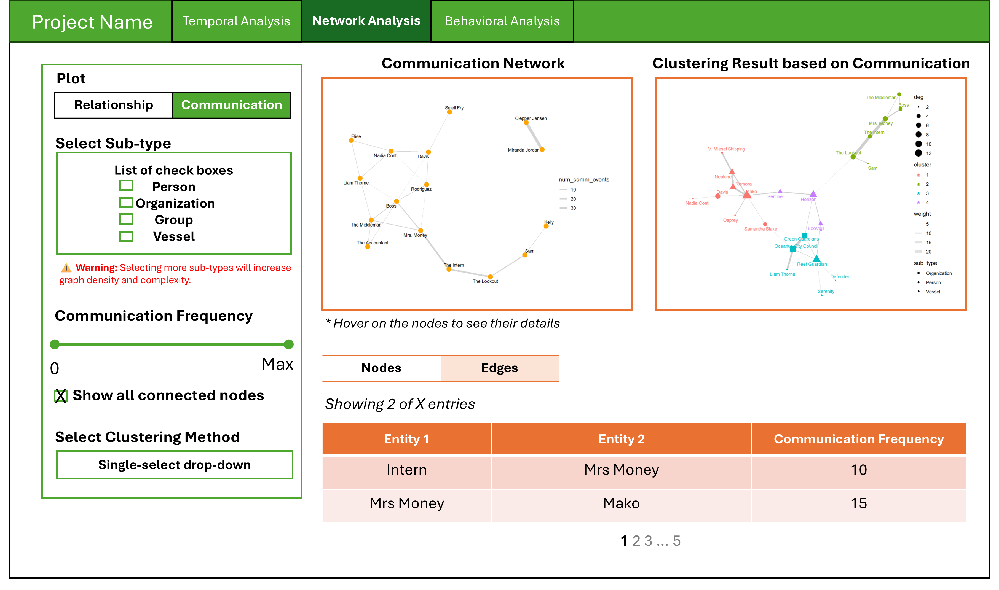 Project Name
Temporal Analysis
Network Analysis
Behavioral Analysis
Plot
Relationship
Communication
Select Sub-type
List of check boxes
Person
Organization
Group
Vessel
⚠ Warning: Selecting more sub-types will increase
graph density and complexity.
Communication Frequency
0
Max
X Show all connected nodes
Select Clustering Method
Single-select drop-down
Communication Network
Small Fry
Clepper Jensen
Elise
Miranda Jordan
Nadia Conti
Davis
Liam Thorne
Rodriguez
Boss
The Middleman
Mrs. Money
The Accountant
Kelly
Sam
The Intern
The Lookout
num_comm_events
10
20
30
* Hover on the nodes to see their details
Clustering Result based on Communication
The Middleman
Boss
Mrs. Money
The Intern
The Lookout
Sam
V. Miesel Shipping
Neptune
Remora
Davis
Mako
Nadia Conti
Sentinel
Horizon
Osprey
Samantha Blake
EcoVigil
Green Guardians
Oceanus City Council
Reef Guardian
Liam Thorne
Defender
Serenity
deg
2
4
6
8
10
12
cluster
1
2
3
4
weight
5
10
15
20
sub_type
Organization
Person
Vessel
Nodes
Edges
Showing 2 of X entries
Entity 1
Entity 2
Communication Frequency
Intern
Mrs Money
10
Mrs Money
Mako
15
1 2 3 ... 5